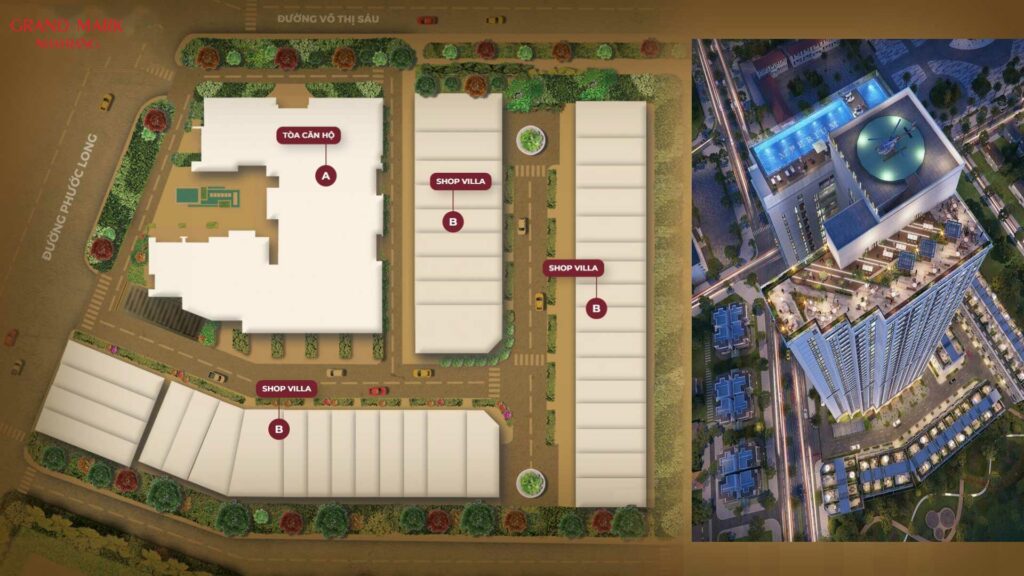 GRAND MARK
NHA TRANG
ĐƯỜNG VÕ THỊ SÁU
ĐƯỜNG PHƯỚC LONG
TÒA CĂN HỘ
A
SHOP VILLA
B
SHOP VILLA
B
SHOP VILLA
B